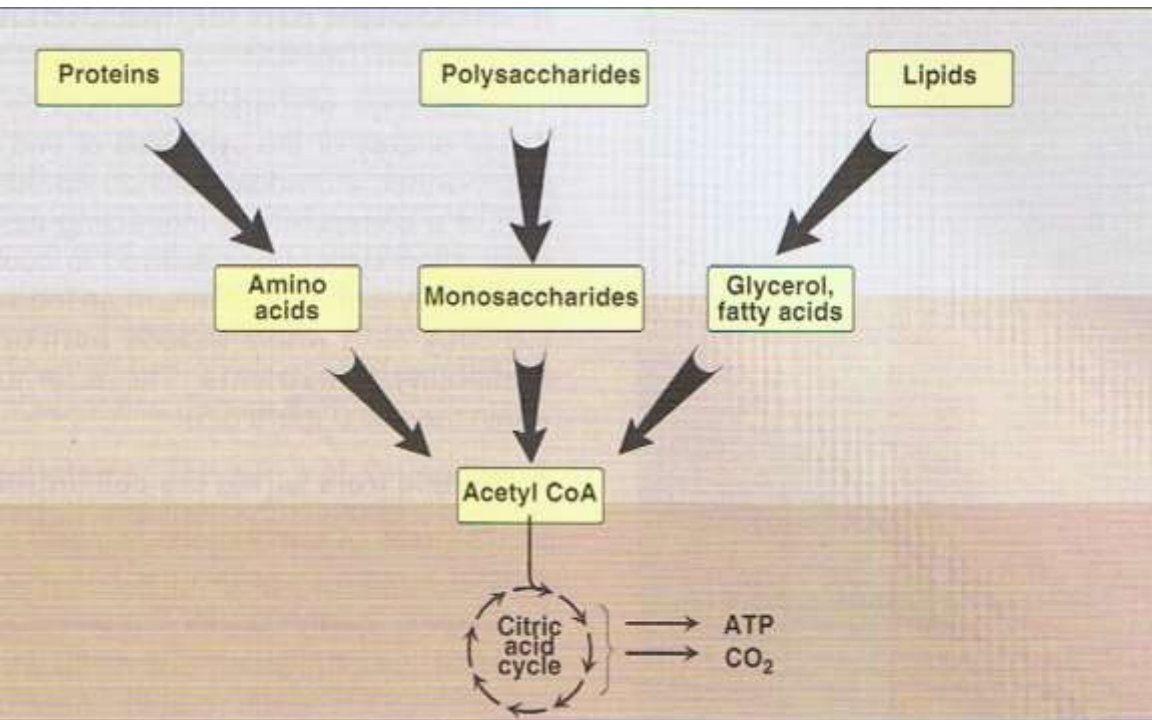 Proteins
Polysaccharides
Lipids
Amino
acids
Monosaccharides
Glycerol,
fatty acids
Acetyl CoA
Citric
acid
cycle
ATP
CO₂